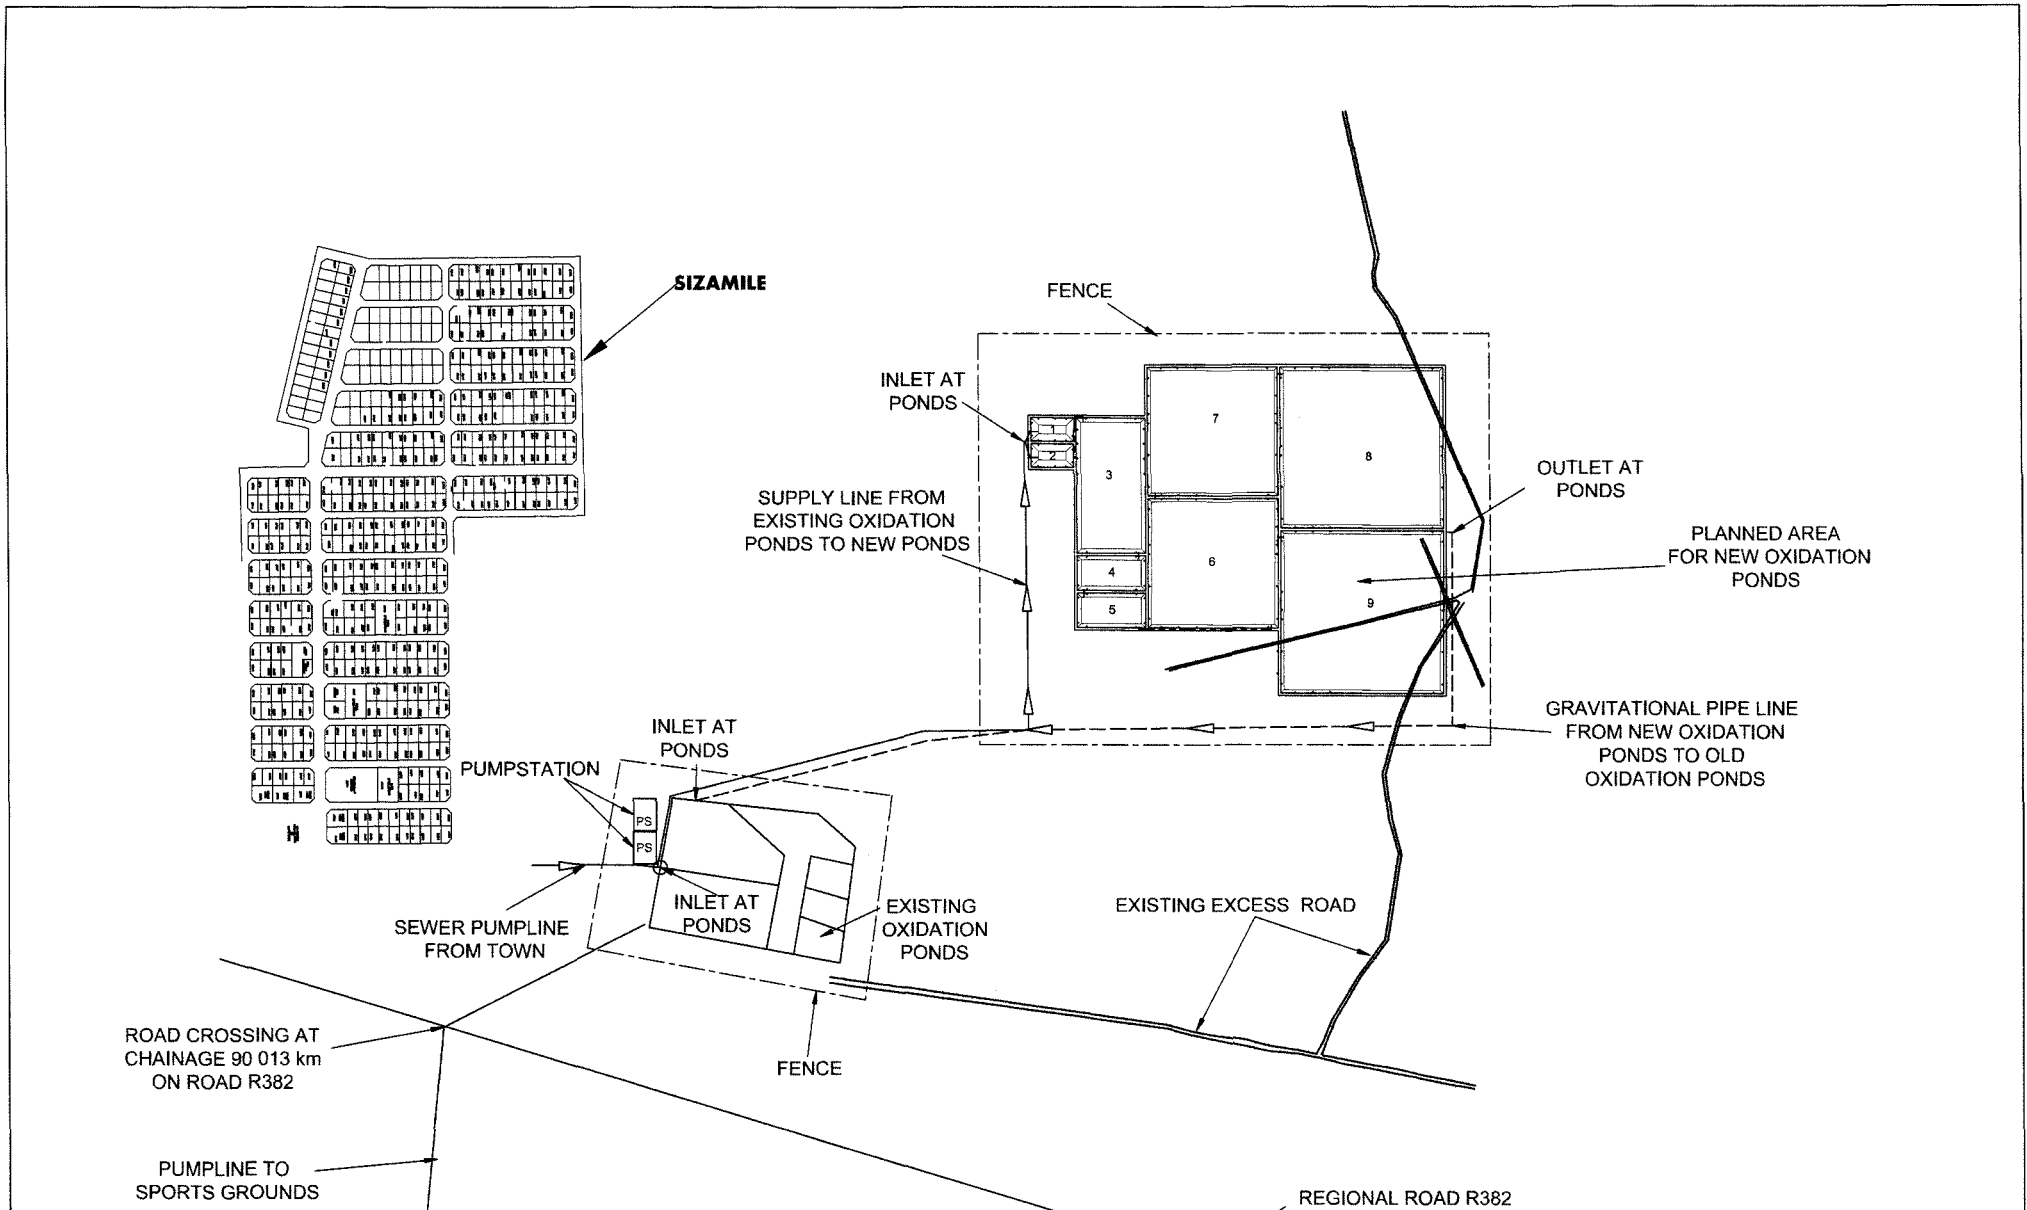 SIZAMILE
FENCE
INLET AT
PONDS
1
2
3
4
5
6
7
8
9
OUTLET AT
PONDS
SUPPLY LINE FROM
EXISTING OXIDATION
PONDS TO NEW PONDS
PLANNED AREA
FOR NEW OXIDATION
PONDS
INLET AT
PONDS
PUMPSTATION
PS
PS
GRAVITATIONAL PIPE LINE
FROM NEW OXIDATION
PONDS TO OLD
OXIDATION PONDS
SEWER PUMPLINE
FROM TOWN
INLET AT
PONDS
EXISTING
OXIDATION
PONDS
EXISTING EXCESS ROAD
ROAD CROSSING AT
CHAINAGE 90 013 km
ON ROAD R382
FENCE
PUMPLINE TO
SPORTS GROUNDS
REGIONAL ROAD R382